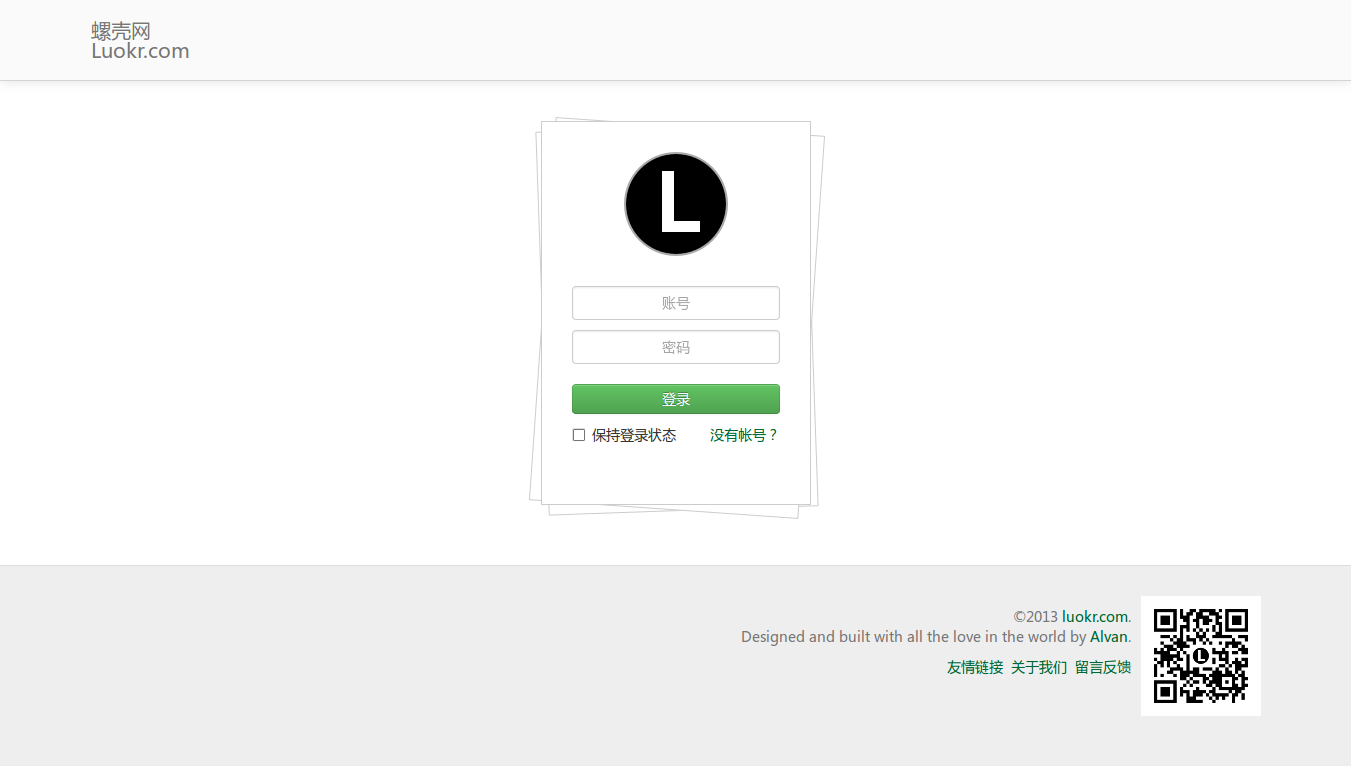 螺壳网
Luokr.com
L
账号
密码
登录
保持登录状态 没有帐号？
©2013 luokr.com.
Designed and built with all the love in the world by Alvan.
友情链接 关于我们 留言反馈
L